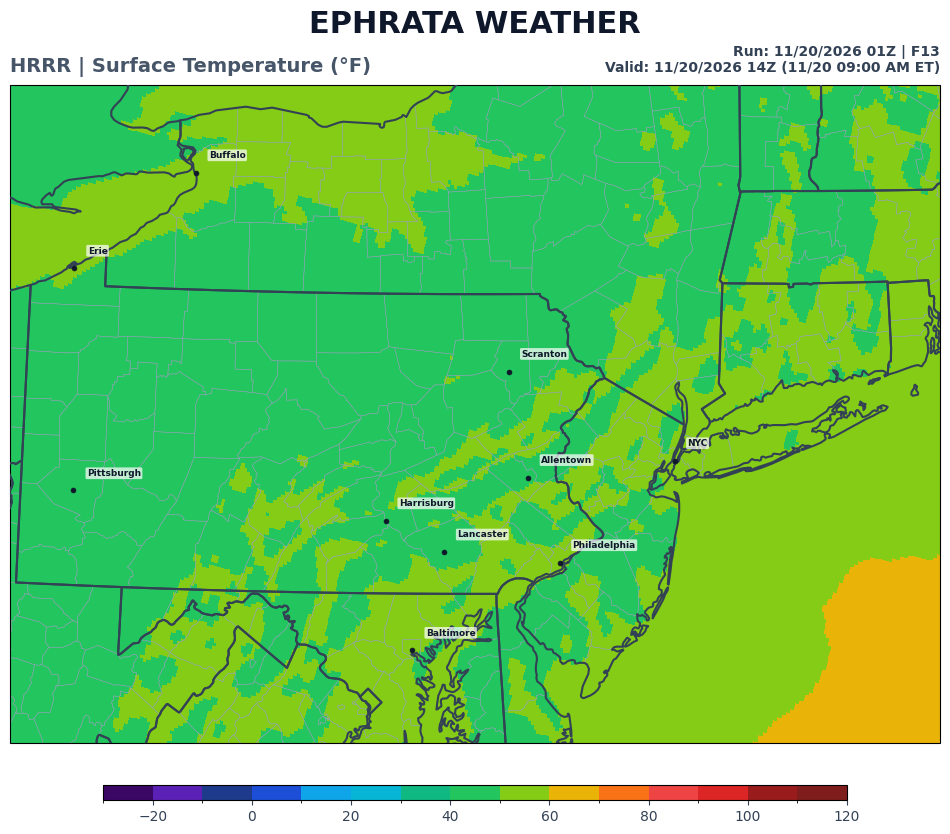 EPHRATA WEATHER
HRRR | Surface Temperature (°F)
Run: 11/20/2026 01Z | F13
Valid: 11/20/2026 14Z (11/20 09:00 AM ET)
Buffalo
Erie
Scranton
NYC
Allentown
Pittsburgh
Harrisburg
Lancaster
Philadelphia
Baltimore
−20 0 20 40 60 80 100 120